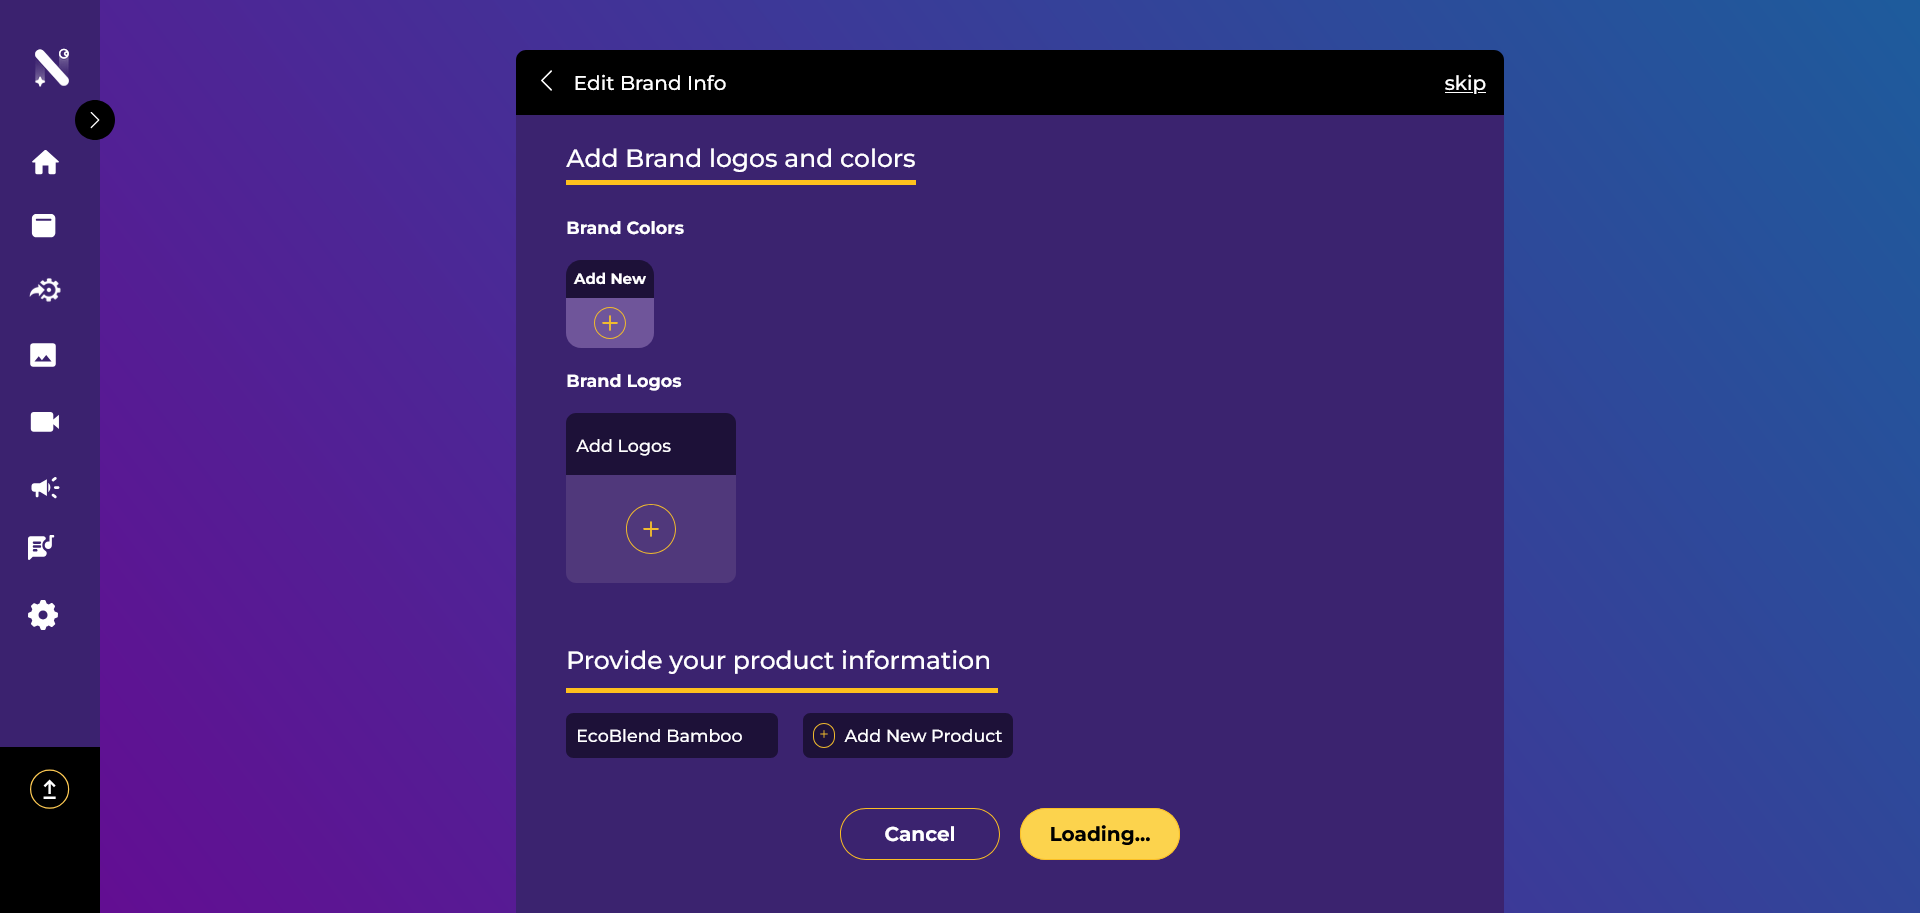 Edit Brand Info
skip
Add Brand logos and colors
Brand Colors
Add New
Brand Logos
Add Logos
Provide your product information
EcoBlend Bamboo
Add New Product
Cancel
Loading...